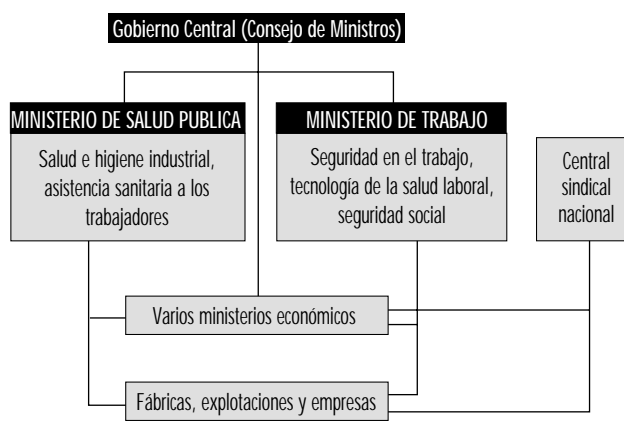 Gobierno Central (Consejo de Ministros)
MINISTERIO DE SALUD PUBLICA
Salud e higiene industrial,
asistencia sanitaria a los
trabajadores
MINISTERIO DE TRABAJO
Seguridad en el trabajo,
tecnología de la salud laboral,
seguridad social
Central
sindical
nacional
Varios ministerios económicos
Fábricas, explotaciones y empresas